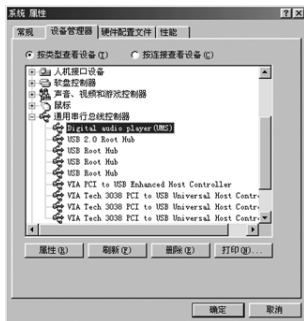 系统 属性
常规 设备管理器 硬件配置文件 性能
按类型查看设备(T) 按连接查看设备(C)
人机接口设备
软盘控制器
声音、视频和游戏控制器
鼠标
通用串行总线控制器
Digital audio player(UMS)
USB 2.0 Root Hub
USB Root Hub
USB Root Hub
USB Root Hub
VIA PCI to USB Enhanced Host Controller
VIA Tech 3038 PCI to USB Universal Host Contr
VIA Tech 3038 PCI to USB Universal Host Contr
VIA Tech 3038 PCI to USB Universal Host Contr
属性(R) 刷新(F) 删除(E) 打印(N)...
确定 取消